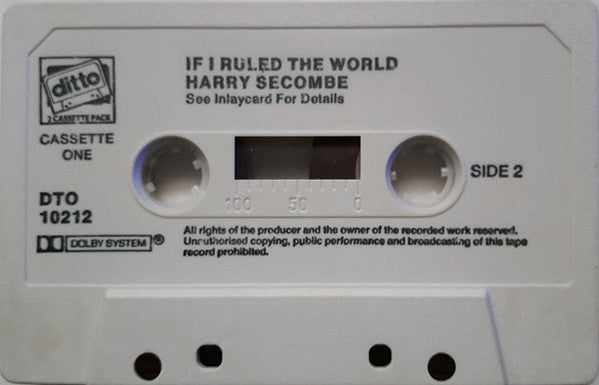 ditto
2 CASSETTE PACK
CASSETTE
ONE
DTO
10212
DOLBY SYSTEM ®
IF I RULED THE WORLD
HARRY SECOMBE
See Inlaycard For Details
SIDE 2
100 50 0
All rights of the producer and the owner of the recorded work reserved.
Unauthorised copying, public performance and broadcasting of this tape
record prohibited.